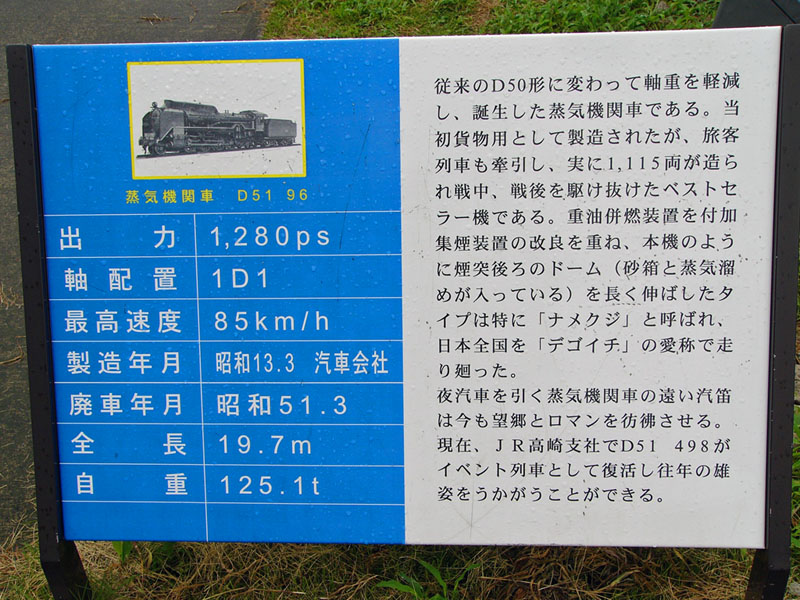 蒸気機関車 D51 96
出力 1,280ps
軸配置 1D1
最高速度 85km/h
製造年月 昭和13.3 汽車会社
廃車年月 昭和51.3
全長 19.7m
自重 125.1t
従来のD50形に変わって軸重を軽減
し、誕生した蒸気機関車である。当
初貨物用として製造されたが、旅客
列車も牽引し、実に1,115両が造ら
れ戦中、戦後を駆け抜けたベストセ
ラー機である。重油併燃装置を付加
集煙装置の改良を重ね、本機のよう
に煙突後ろのドーム（砂箱と蒸気溜
めが入っている）を長く伸ばしたタ
イプは特に「ナメクジ」と呼ばれ、
日本全国を「デゴイチ」の愛称で走
り廻った。
夜汽車を引く蒸気機関車の遠い汽笛
は今も望郷とロマンを彷彿させる。
現在、JR高崎支社でD51 498が
イベント列車として復活し往年の雄
姿をうかがうことができる。